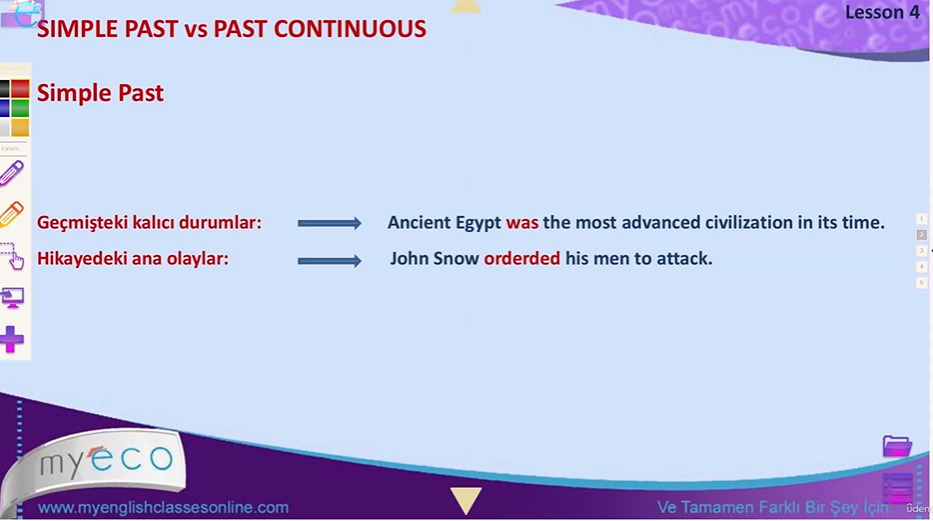 Lesson 4
SIMPLE PAST vs PAST CONTINUOUS
Simple Past
Kalem
Geçmişteki kalıcı durumlar: Ancient Egypt was the most advanced civilization in its time.
Hikayedeki ana olaylar: John Snow orderded his men to attack.
1
2
3
4
5
myeco
www.myenglishclassesonline.com Ve Tamamen Farklı Bir Şey İçin...